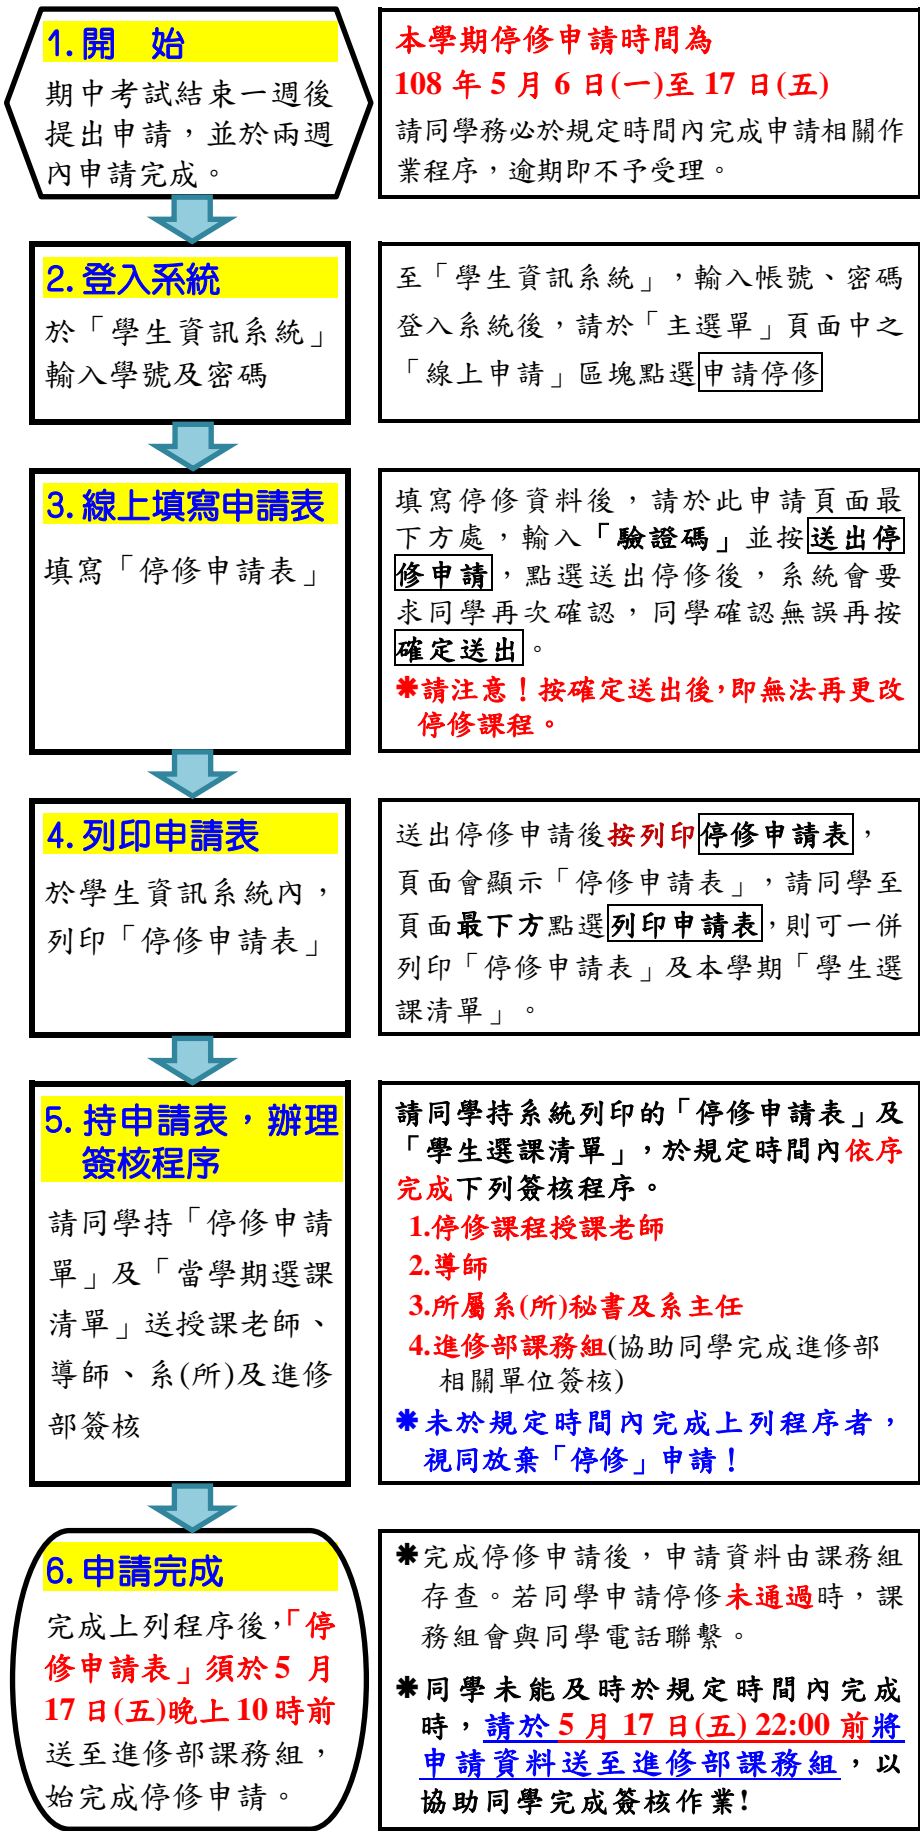 1.開　始
期中考試結束一週後
提出申請，並於兩週
內申請完成。
本學期停修申請時間為
108 年 5 月 6 日(一)至 17 日(五)
請同學務必於規定時間內完成申請相關作
業程序，逾期即不予受理。
2.登入系統
於「學生資訊系統」
輸入學號及密碼
至「學生資訊系統」，輸入帳號、密碼
登入系統後，請於「主選單」頁面中之
「線上申請」區塊點選申請停修
3.線上填寫申請表
填寫「停修申請表」
填寫停修資料後，請於此申請頁面最
下方處，輸入「驗證碼」並按送出停
修申請，點選送出停修後，系統會要
求同學再次確認，同學確認無誤再按
確定送出。
✱請注意！按確定送出後，即無法再更改
停修課程。
4.列印申請表
於學生資訊系統內，
列印「停修申請表」
送出停修申請後按列印停修申請表，
頁面會顯示「停修申請表」，請同學至
頁面最下方點選列印申請表，則可一併
列印「停修申請表」及本學期「學生選
課清單」。
5.持申請表，辦理
簽核程序
請同學持「停修申請
單」及「當學期選課
清單」送授課老師、
導師、系(所)及進修
部簽核
請同學持系統列印的「停修申請表」及
「學生選課清單」，於規定時間內依序
完成下列簽核程序。
1.停修課程授課老師
2.導師
3.所屬系(所)秘書及系主任
4.進修部課務組(協助同學完成進修部
相關單位簽核)
✱未於規定時間內完成上列程序者，
視同放棄「停修」申請！
6.申請完成
完成上列程序後，「停
修申請表」須於 5 月
17 日(五)晚上 10 時前
送至進修部課務組，
始完成停修申請。
✱完成停修申請後，申請資料由課務組
存查。若同學申請停修未通過時，課
務組會與同學電話聯繫。
✱同學未能及時於規定時間內完成
時，請於 5 月 17 日(五) 22:00 前將
申請資料送至進修部課務組，以
協助同學完成簽核作業!